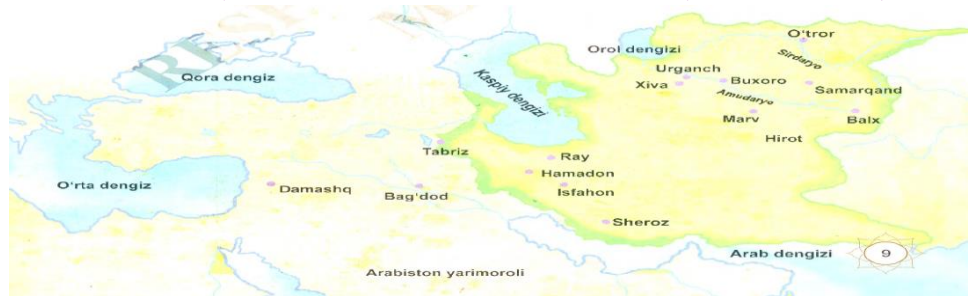 O'tror
Orol dengizi
Sirdaryo
Qora dengiz
Kaspiy dengizi
Urganch
Xiva
Buxoro
Samarqand
Amudaryo
Marv
Balx
Hirot
Tabriz
Ray
Hamadon
O'rta dengiz
Damashq
Bag'dod
Isfahon
Sheroz
Arab dengizi
9
Arabiston yarimoroli